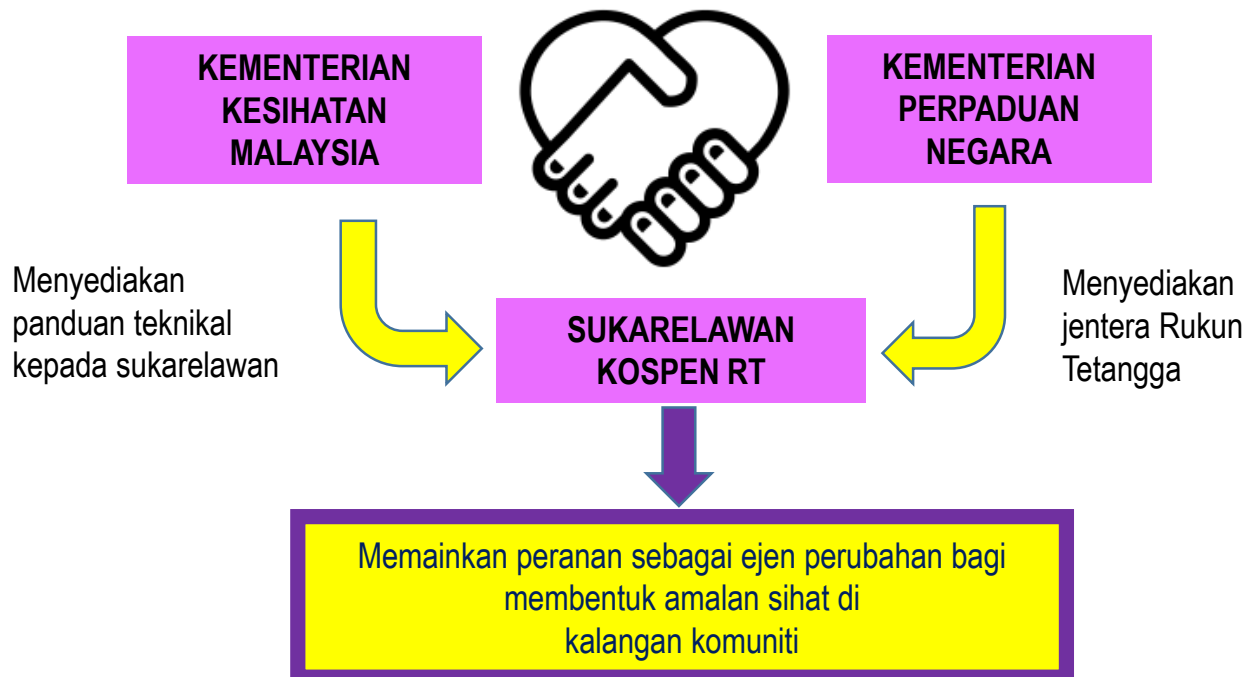 KEMENTERIAN
KESIHATAN
MALAYSIA
KEMENTERIAN
PERPADUAN
NEGARA
Menyediakan
panduan teknikal
kepada sukarelawan
SUKARELAWAN
KOSPEN RT
Menyediakan
jentera Rukun
Tetangga
Memainkan peranan sebagai ejen perubahan bagi
membentuk amalan sihat di
kalangan komuniti